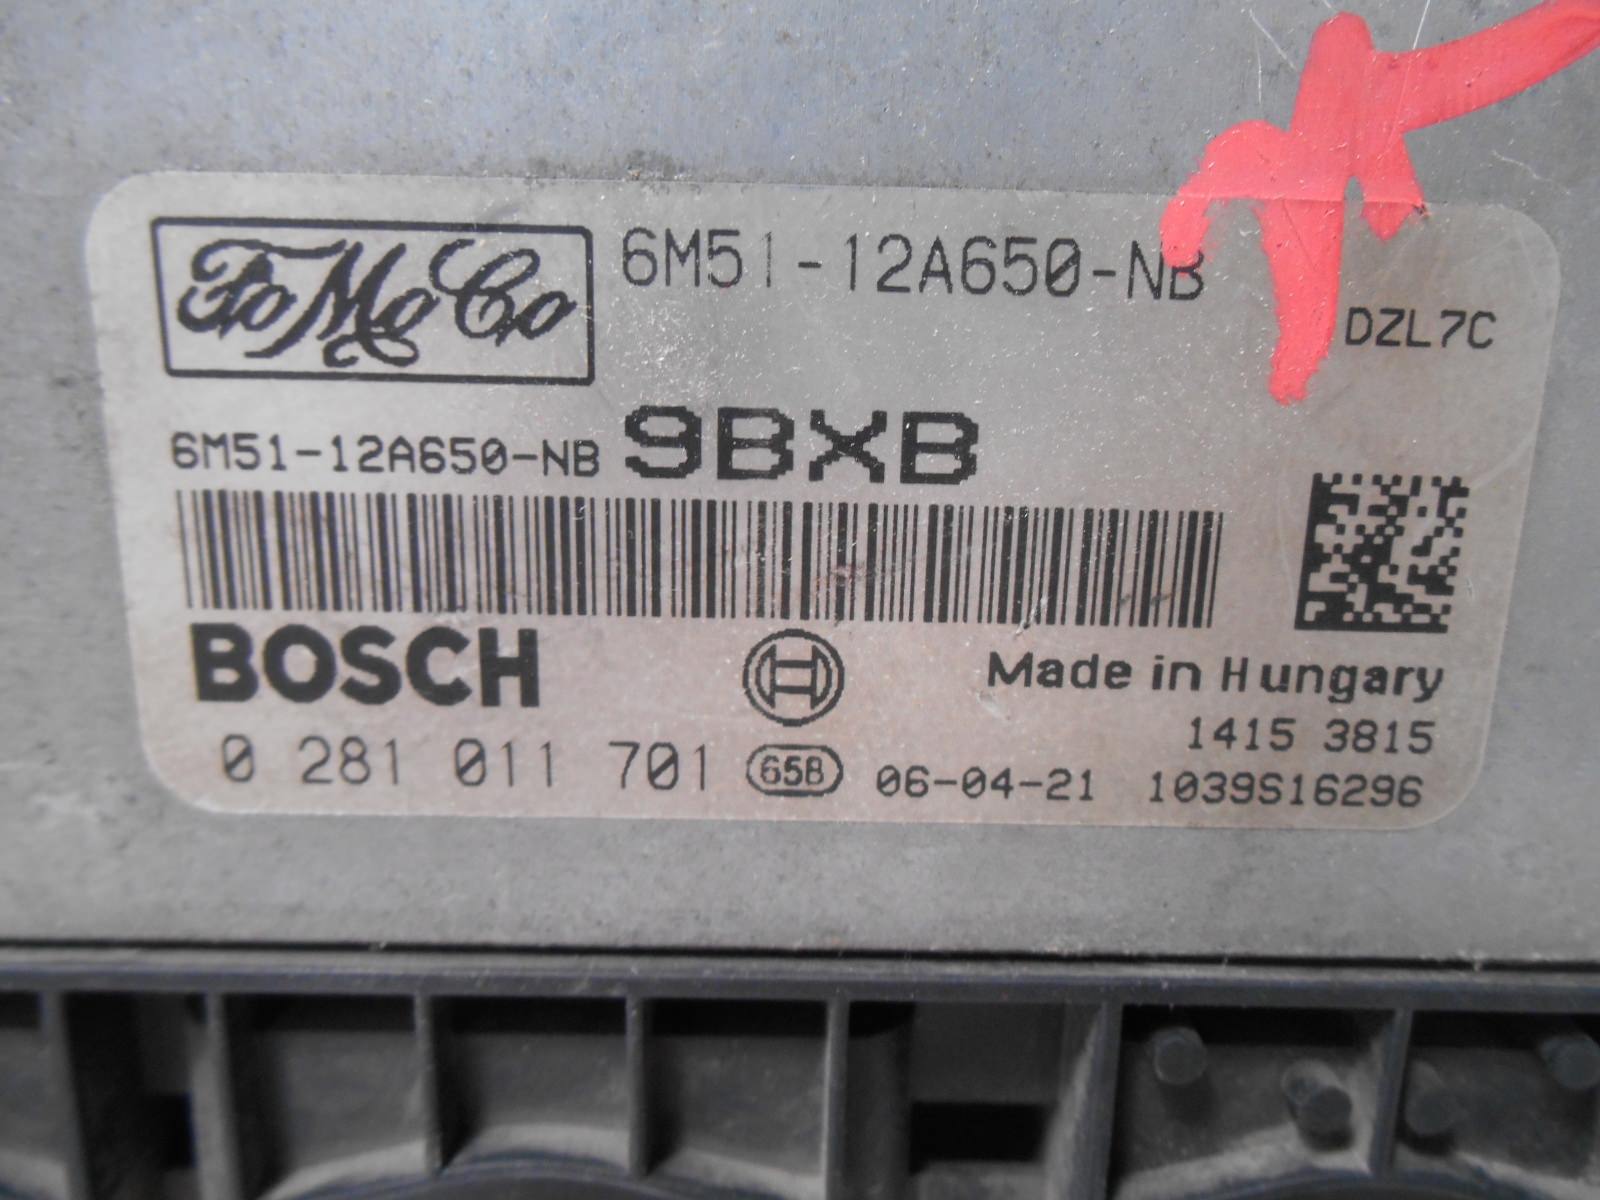 FoMoCo
6M51-12A650-NB
DZL7C
6M51-12A650-NB 9BXB
BOSCH
Made in Hungary
1415 3815
0 281 011 701 65B 06-04-21 1039S16296